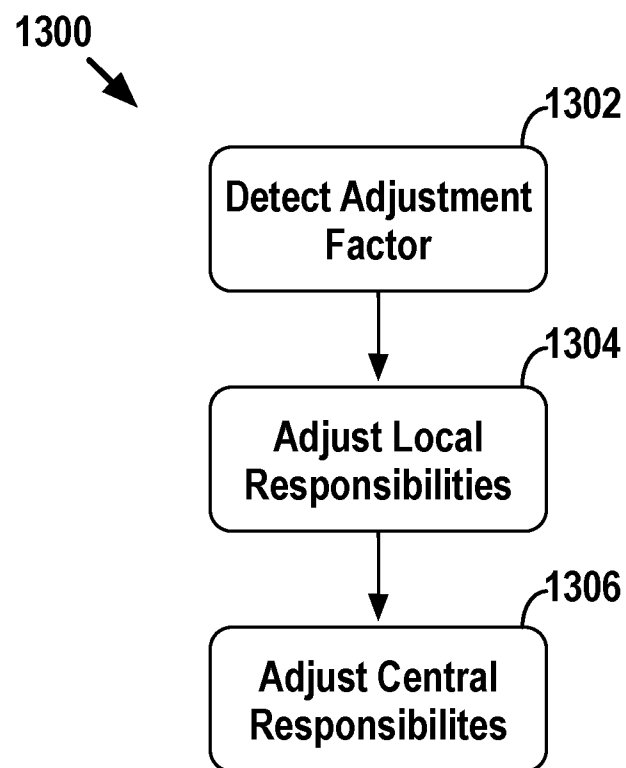 1300
1302
Detect Adjustment
Factor
1304
Adjust Local
Responsibilities
1306
Adjust Central
Responsibilites